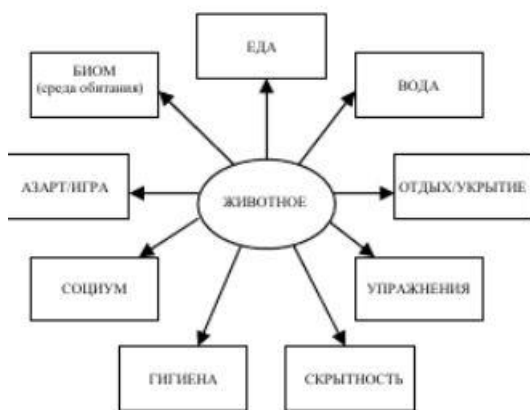 ЕДА
БИОМ
(среда обитания)
ВОДА
АЗАРТ/ИГРА
ЖИВОТНОЕ
ОТДЫХ/УКРЫТИЕ
СОЦИУМ
УПРАЖНЕНИЯ
ГИГИЕНА
СКРЫТНОСТЬ